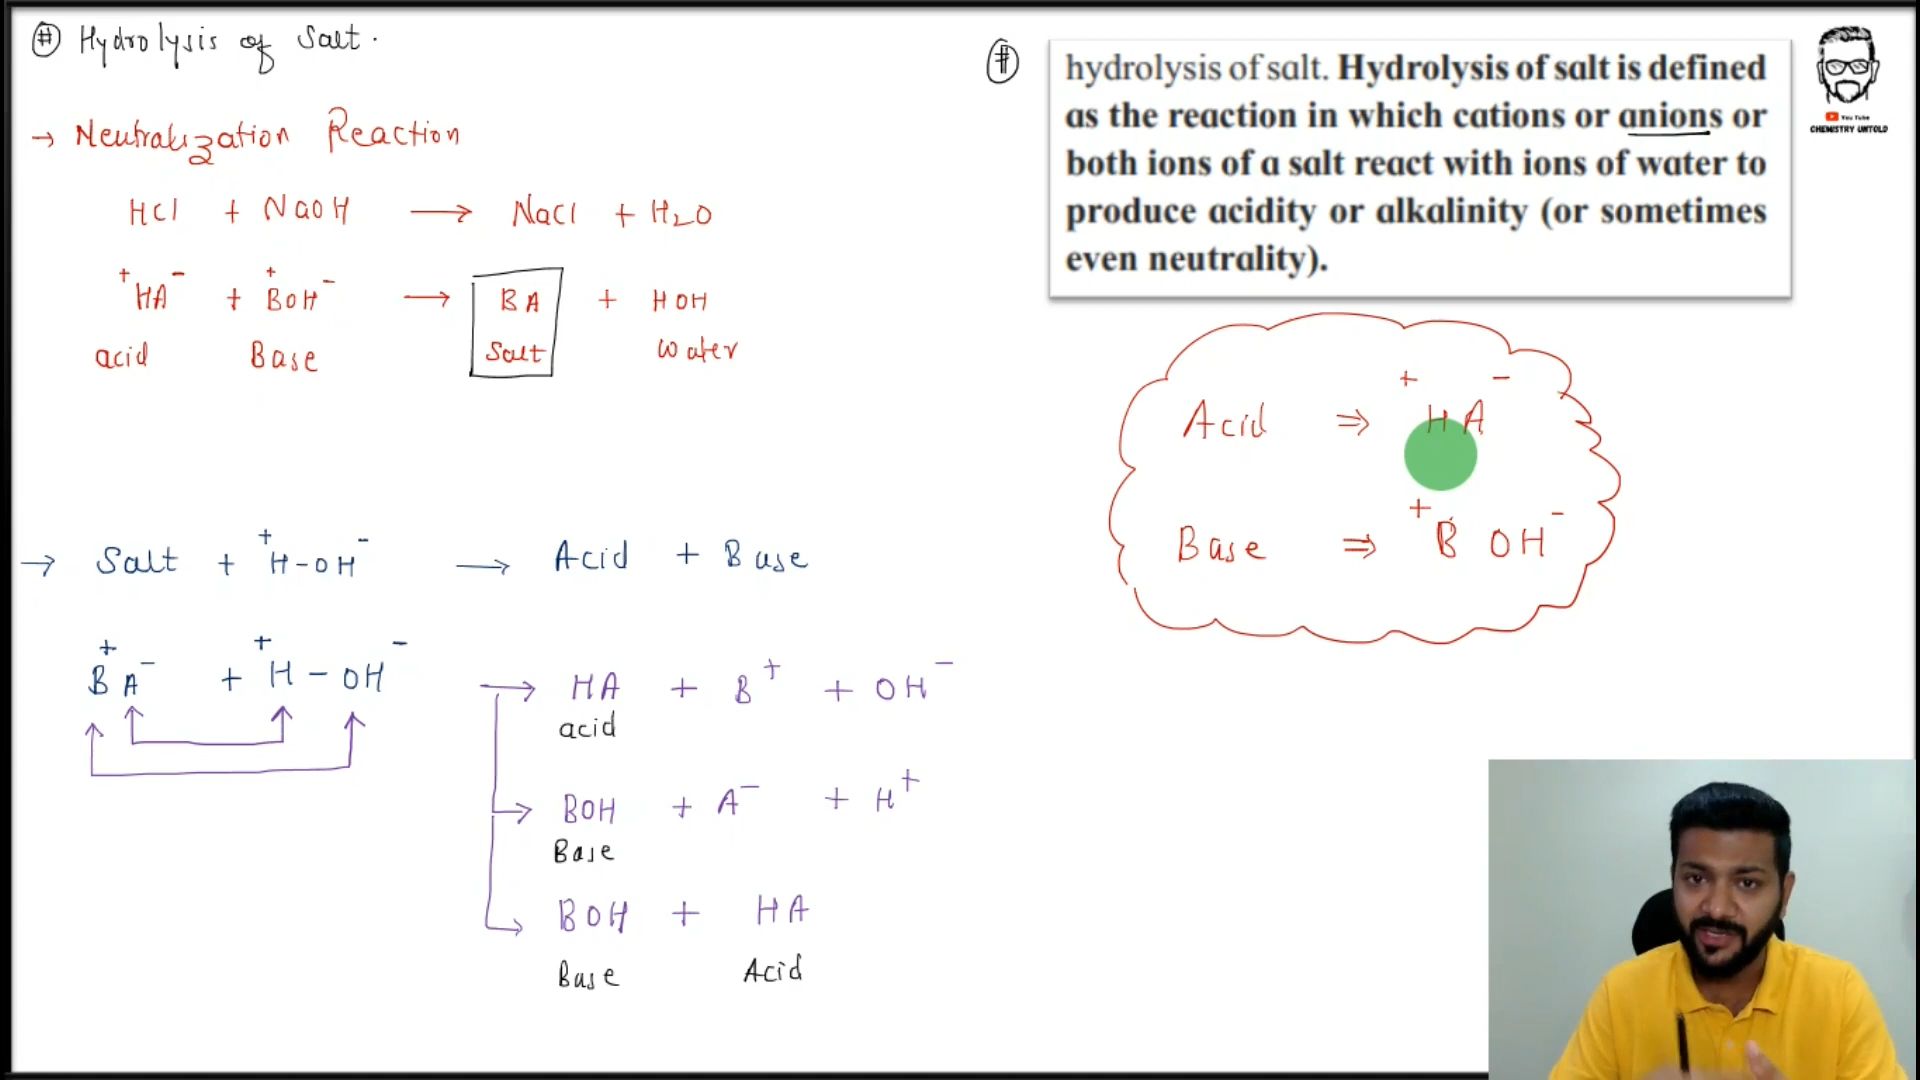 # Hydrolysis of Salt.
→ Neutralization Reaction
HCl + NaOH → NaCl + H₂O
⁺HA⁻ + B⁺OH⁻ → BA + HOH
acid Base Salt Water
→ Salt + ⁺H-OH⁻ → Acid + Base
B⁺A⁻ + ⁺H-OH⁻ → HA + B⁺ + OH⁻
acid
→ BOH + A⁻ + H⁺
Base
→ BOH + HA
Base Acid
#
hydrolysis of salt. Hydrolysis of salt is defined
as the reaction in which cations or anions or
both ions of a salt react with ions of water to
produce acidity or alkalinity (or sometimes
even neutrality).
Acid ⇒ ⁺HA⁻
Base ⇒ ⁺B OH⁻
You Tube
CHEMISTRY UNTOLD